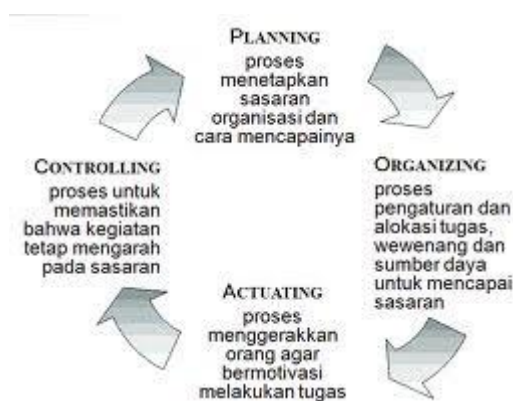 PLANNING
proses
menetapkan
sasaran
organisasi dan
cara mencapainya
ORGANIZING
proses
pengaturan dan
alokasi tugas,
wewenang dan
sumber daya
untuk mencapai
sasaran
ACTUATING
proses
menggerakkan
orang agar
bermotivasi
melakukan tugas
CONTROLLING
proses untuk
memastikan
bahwa kegiatan
tetap mengarah
pada sasaran